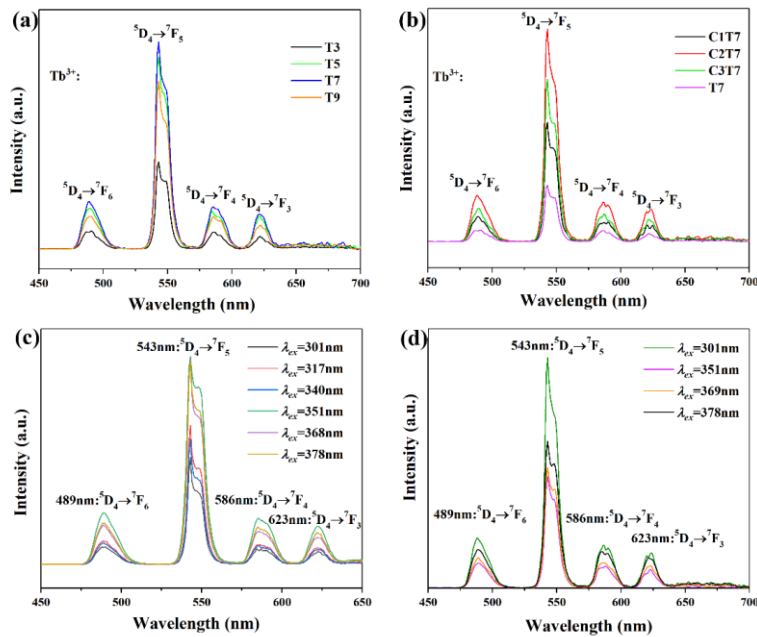 (a)
⁵D₄→⁷F₅
T3
T5
T7
T9
Tb³⁺:
⁵D₄→⁷F₆
⁵D₄→⁷F₄
⁵D₄→⁷F₃
Intensity (a.u.)
450 500 550 600 650 700
Wavelength (nm)
(b)
⁵D₄→⁷F₅
C1T7
C2T7
C3T7
T7
Tb³⁺:
⁵D₄→⁷F₆
⁵D₄→⁷F₄
⁵D₄→⁷F₃
Intensity (a.u.)
450 500 550 600 650 700
Wavelength (nm)
(c)
543nm:⁵D₄→⁷F₅
λex=301nm
λex=317nm
λex=340nm
λex=351nm
λex=368nm
λex=378nm
489nm:⁵D₄→⁷F₆
586nm:⁵D₄→⁷F₄
623nm:⁵D₄→⁷F₃
Intensity (a.u.)
450 500 550 600 650
Wavelength (nm)
(d)
543nm:⁵D₄→⁷F₅
λex=301nm
λex=351nm
λex=369nm
λex=378nm
489nm:⁵D₄→⁷F₆
586nm:⁵D₄→⁷F₄
623nm:⁵D₄→⁷F₃
Intensity (a.u.)
450 500 550 600 650 700
Wavelength (nm)